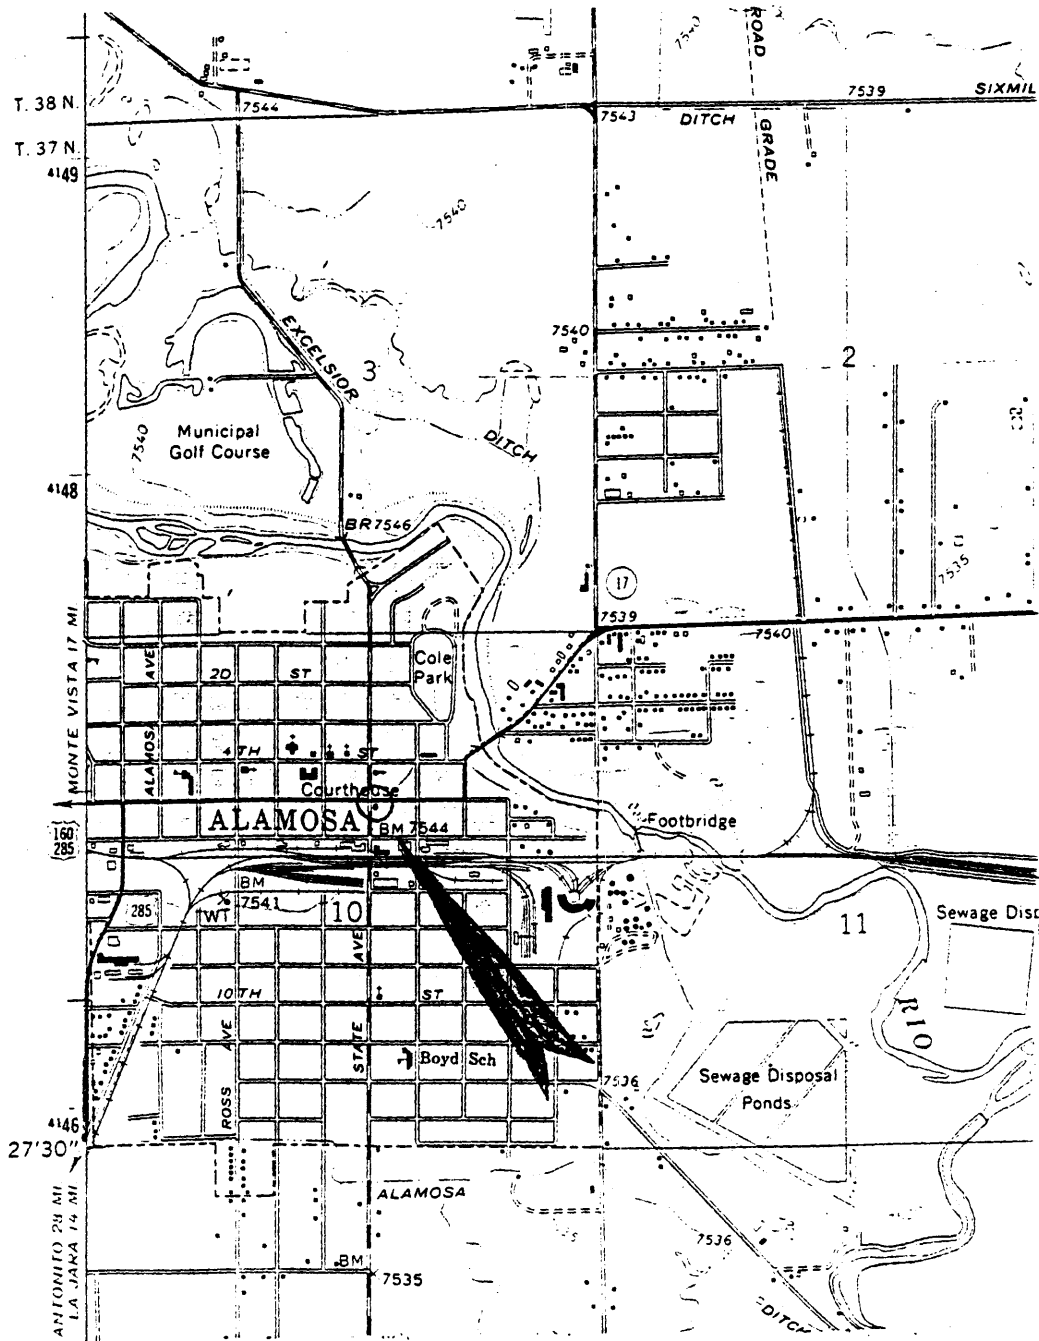 ROAD
7540
T. 38 N.
7544
7543
DITCH
7539
SIXMIL
T. 37 N.
4149
GRADE
7540
EXCELSIOR
7540
3
2
Municipal
Golf Course
7540
DITCH
4148
BR 7546
17
7535
7539
7540
MONTE VISTA 17 MI.
AVE
2D ST
Cole
Park
ALAMOSA
4TH ST
Courthouse
ALAMOSA
BM 7544
Footbridge
160
285
BM
7541
WT
285
10
11
Sewage Disp
AVE
10TH ST
RIO
AVE
STATE
Boyd Sch
7536
Sewage Disposal
Ponds
ROSS
4146
27'30"
ALAMOSA
ANTONITO 28 MI.
LA JARA 14 MI.
7536
BM
7535
DITCH